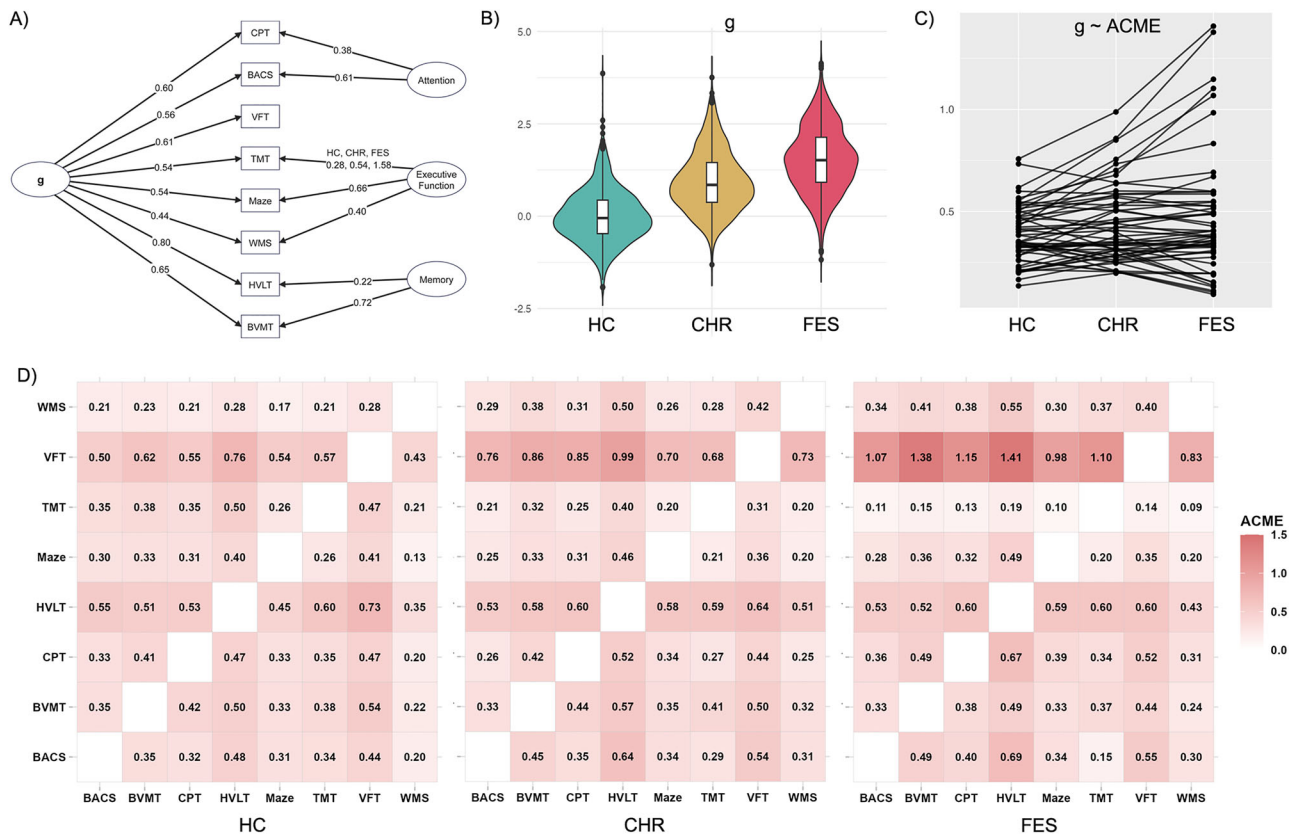 A)
CPT
BACS
VFT
TMT
Maze
WMS
HVLT
BVMT
g
0.60
0.56
0.61
0.54
0.54
0.44
0.80
0.65
0.38
0.61
HC, CHR, FES
0.28, 0.54, 1.58
0.66
0.40
0.22
0.72
Attention
Executive
Function
Memory
B)
g
5.0
2.5
0.0
-2.5
HC CHR FES
C)
g ~ ACME
1.0
0.5
HC CHR FES
D)
WMS 0.21 0.23 0.21 0.28 0.17 0.21 0.28
VFT 0.50 0.62 0.55 0.76 0.54 0.57 0.43
TMT 0.35 0.38 0.35 0.50 0.26 0.47 0.21
Maze 0.30 0.33 0.31 0.40 0.26 0.41 0.13
HVLT 0.55 0.51 0.53 0.45 0.60 0.73 0.35
CPT 0.33 0.41 0.47 0.33 0.35 0.47 0.20
BVMT 0.35 0.42 0.50 0.33 0.38 0.54 0.22
BACS 0.35 0.32 0.48 0.31 0.34 0.44 0.20
BACS BVMT CPT HVLT Maze TMT VFT WMS
HC
0.29 0.38 0.31 0.50 0.26 0.28 0.42
0.76 0.86 0.85 0.99 0.70 0.68 0.73
0.21 0.32 0.25 0.40 0.20 0.31 0.20
0.25 0.33 0.31 0.46 0.21 0.36 0.20
0.53 0.58 0.60 0.58 0.59 0.64 0.51
0.26 0.42 0.52 0.36 0.27 0.44 0.25
0.33 0.44 0.57 0.35 0.41 0.50 0.32
0.45 0.35 0.64 0.34 0.29 0.54 0.31
BACS BVMT CPT HVLT Maze TMT VFT WMS
CHR
0.34 0.41 0.38 0.55 0.30 0.37 0.40
1.07 1.38 1.15 1.41 0.98 1.10 0.83
0.11 0.15 0.13 0.19 0.10 0.14 0.09
0.28 0.36 0.32 0.49 0.20 0.35 0.20
0.53 0.52 0.60 0.59 0.60 0.60 0.43
0.36 0.49 0.67 0.39 0.34 0.52 0.31
0.33 0.38 0.49 0.33 0.37 0.44 0.24
0.49 0.40 0.69 0.34 0.15 0.55 0.30
BACS BVMT CPT HVLT Maze TMT VFT WMS
FES
ACME
1.5
1.0
0.5
0.0